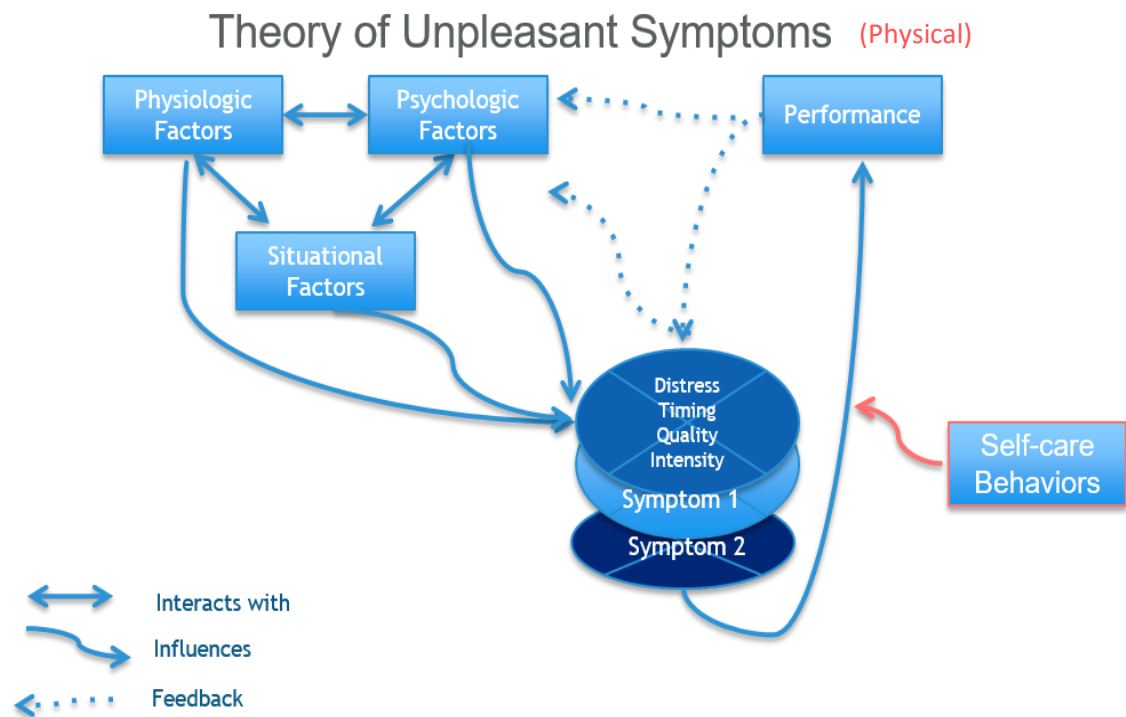 Theory of Unpleasant Symptoms (Physical)
Physiologic
Factors
Psychologic
Factors
Performance
Situational
Factors
Distress
Timing
Quality
Intensity
Symptom 1
Symptom 2
Self-care
Behaviors
Interacts with
Influences
Feedback